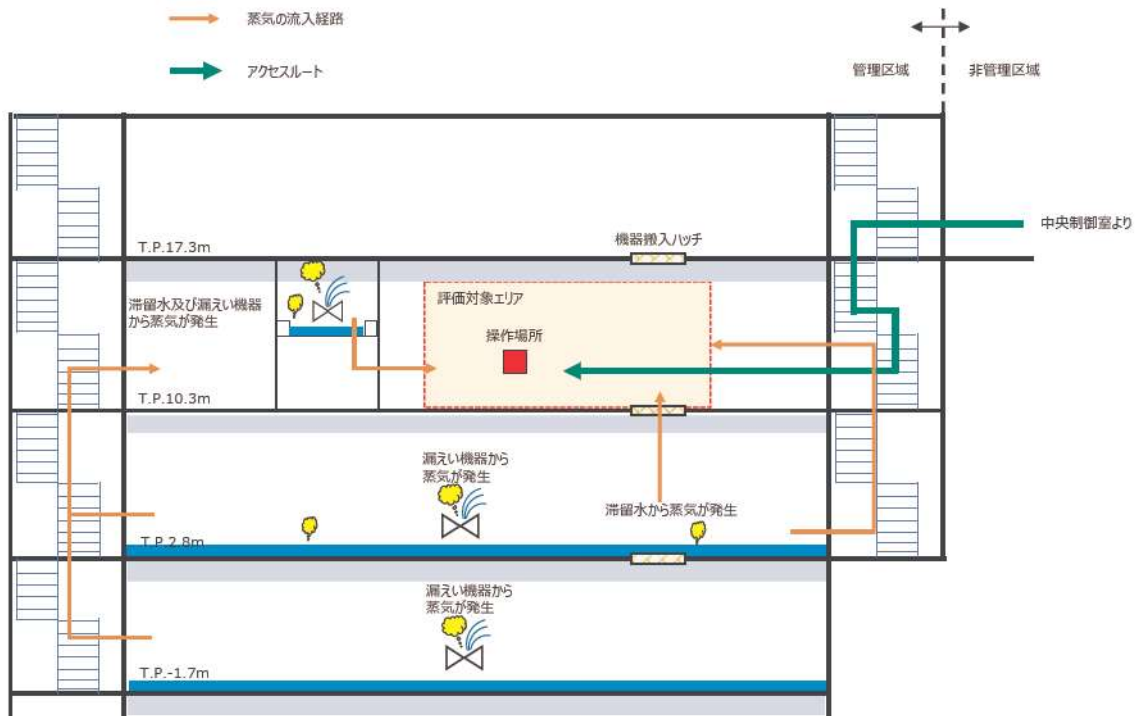 蒸気の流入経路
アクセスルート
管理区域
非管理区域
中央制御室より
T.P.17.3m
機器搬入ハッチ
滞留水及び漏えい機器
から蒸気が発生
評価対象エリア
操作場所
T.P.10.3m
漏えい機器から
蒸気が発生
滞留水から蒸気が発生
T.P.2.8m
漏えい機器から
蒸気が発生
T.P.-1.7m